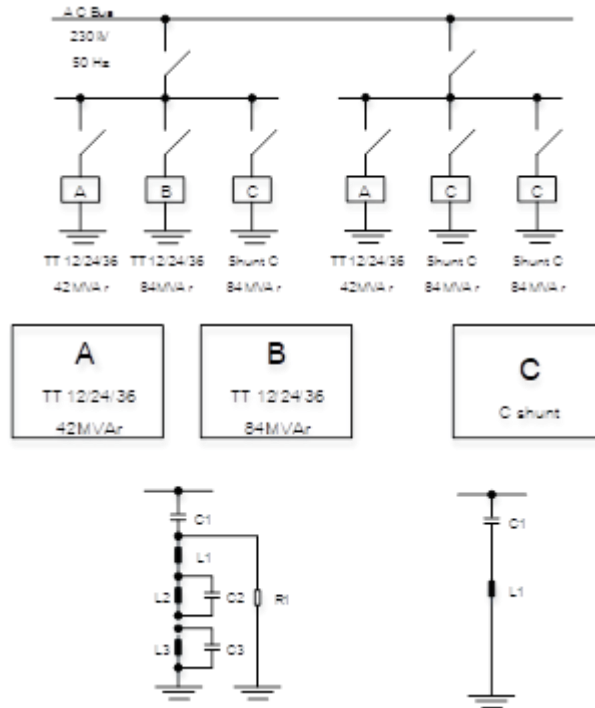 AC Bus
230 kV
50 Hz
A B C A C C
TT 12/24/36 TT 12/24/36 Shunt C TT 12/24/36 Shunt C Shunt C
42MVAr 84MVAr 84MVAr 42MVAr 84MVAr 84MVAr
A B C
TT 12/24/36 TT 12/24/36 C shunt
42MVAr 84MVAr
C1 C1
L1
L2 C2 R1 L1
L3 C3